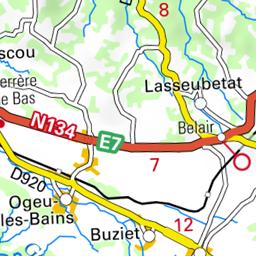 8
scou
Lasseubetat
errère
e Bas
N134
E7
Belair
7
D920
Ogeu-
les-Bains
Buziet
12